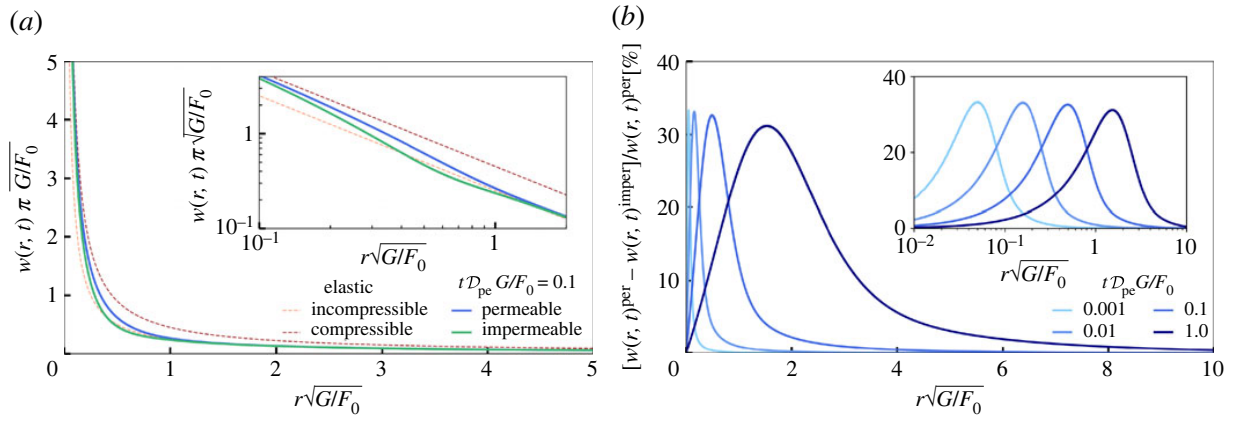 (a)
5
4
3
2
1
0
w(r, t) π √G/F₀
1
10⁻¹
w(r, t) π √G/F₀
10⁻¹
1
r√G/F₀
elastic
incompressible
compressible
t𝒟pe G/F₀ = 0.1
permeable
impermeable
1
2
3
4
5
r√G/F₀
(b)
40
30
20
10
0
[w(r, t)ᵖᵉʳ – w(r, t)ⁱᵐᵖᵉʳ]/w(r, t)ᵖᵉʳ[%]
40
20
0
10⁻²
10⁻¹
1
10
r√G/F₀
t𝒟pe G/F₀
0.001
0.1
0.01
1.0
2
4
6
8
10
r√G/F₀